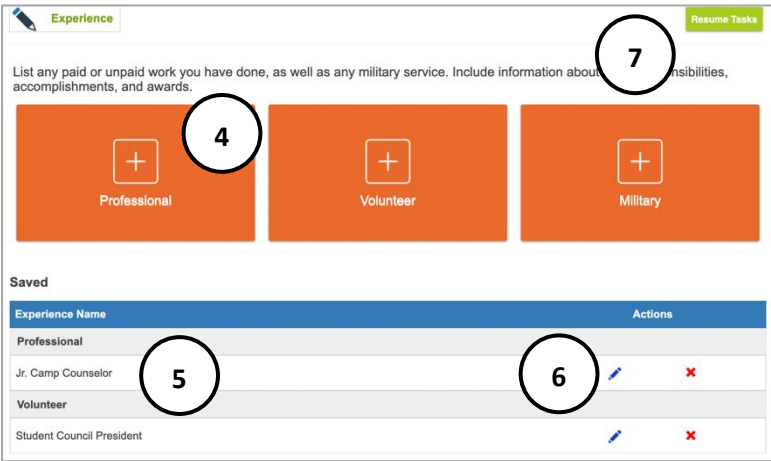 Experience
Resume Tasks
7
List any paid or unpaid work you have done, as well as any military service. Include information about nsibilities,
accomplishments, and awards.
4
Professional
Volunteer
Military
Saved
Experience Name Actions
Professional
Jr. Camp Counselor 5 6
Volunteer
Student Council President